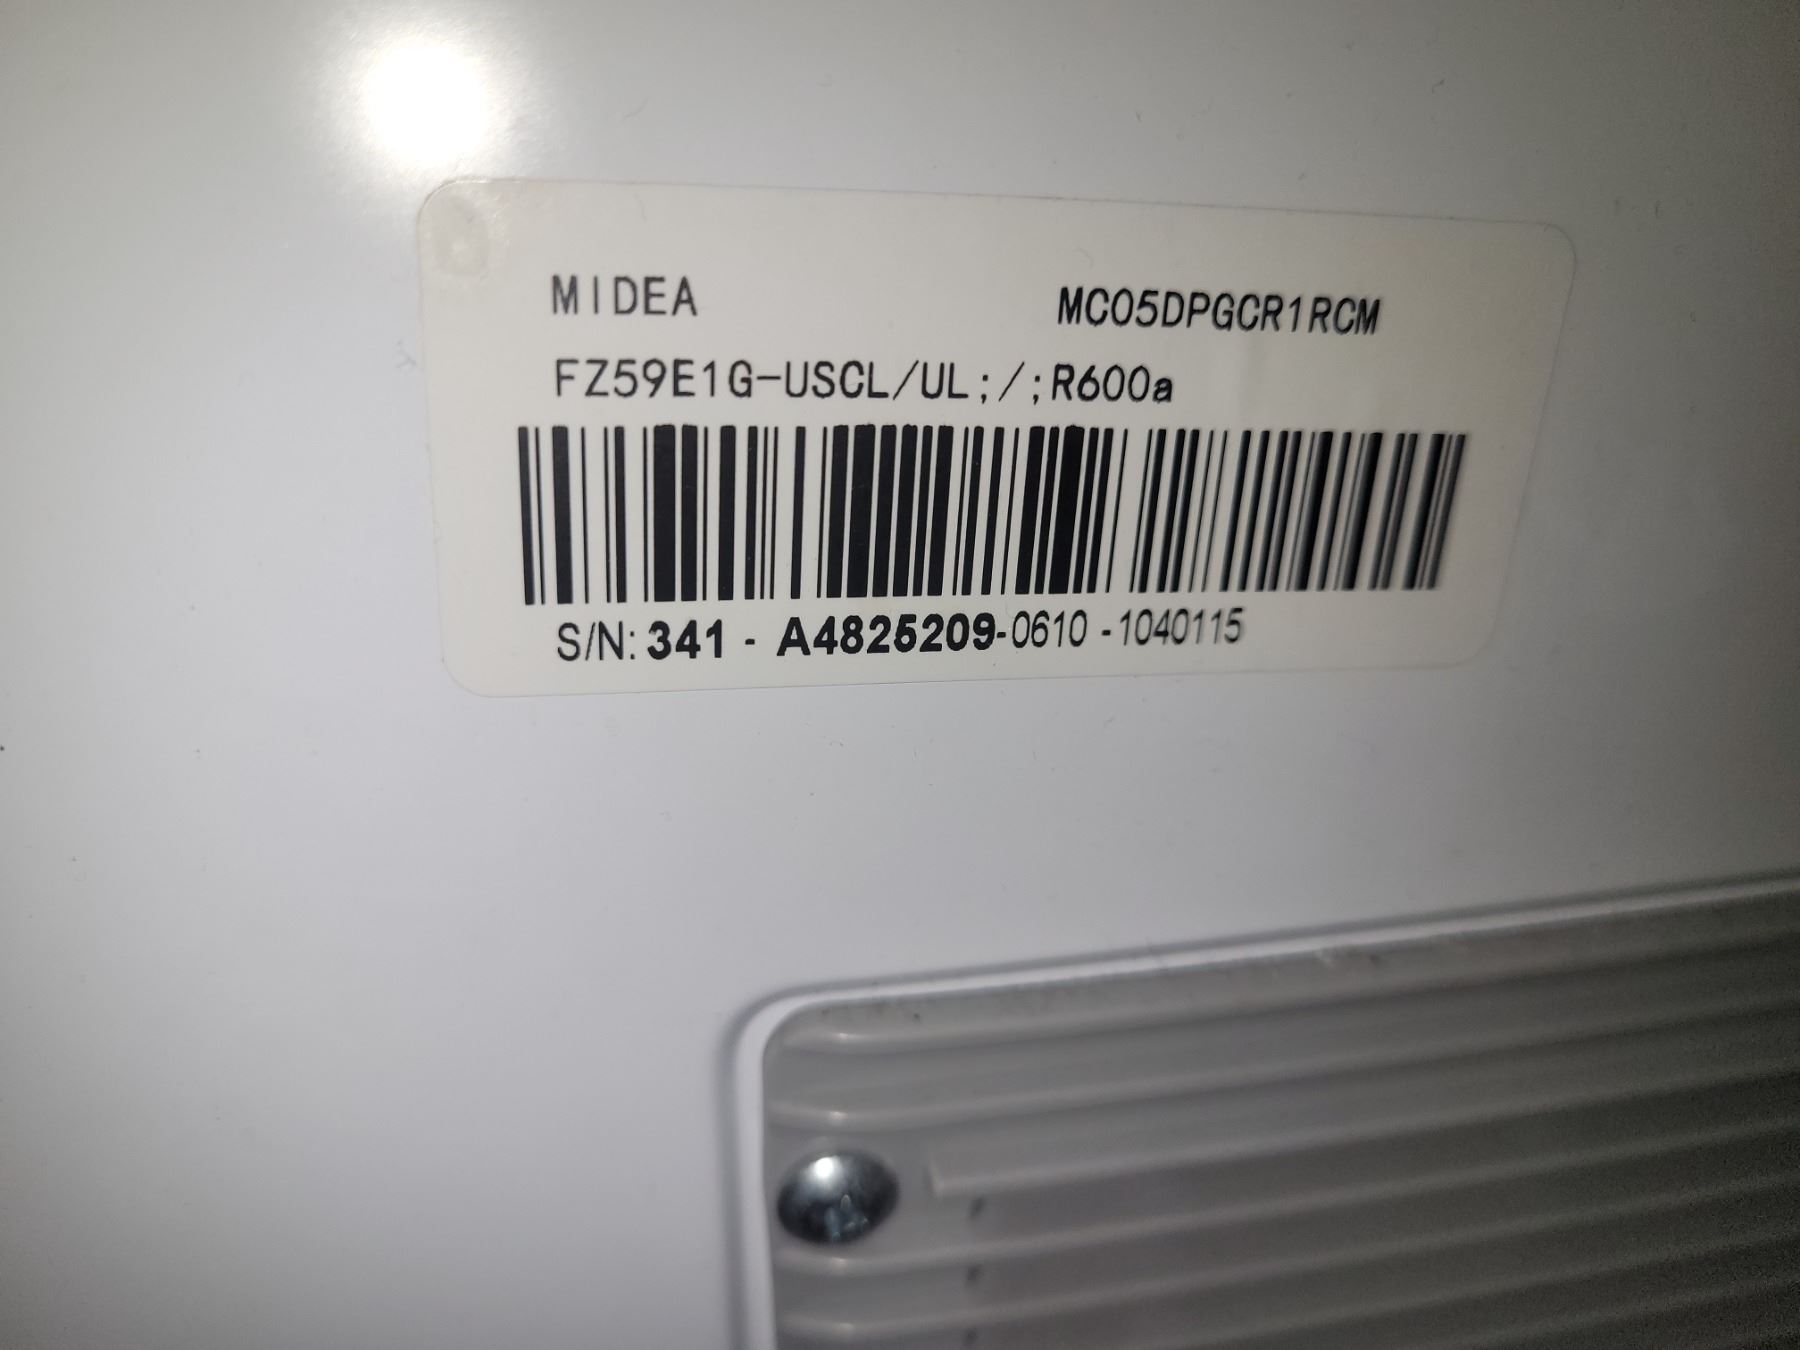 MIDEA MC05DPGCR1RCM
FZ59E1G-USCL/UL;/;R600a
S/N: 341 - A4825209-0610 -1040115